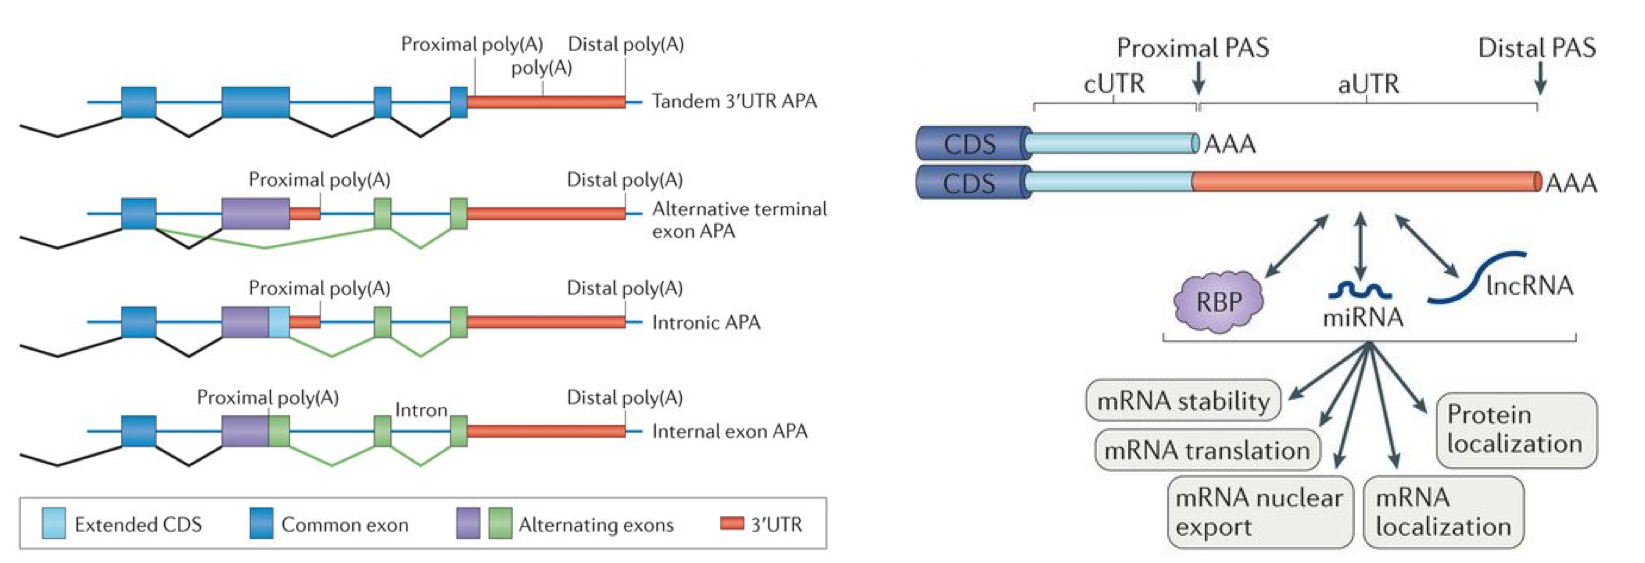 Proximal poly(A) Distal poly(A)
poly(A)
Tandem 3′UTR APA
Proximal poly(A) Distal poly(A)
Alternative terminal
exon APA
Proximal poly(A) Distal poly(A)
Intronic APA
Proximal poly(A) Intron Distal poly(A)
Internal exon APA
Extended CDS Common exon Alternating exons 3′UTR
Proximal PAS Distal PAS
cUTR aUTR
CDS AAA
CDS AAA
RBP miRNA lncRNA
mRNA stability
mRNA translation
mRNA nuclear
export
mRNA
localization
Protein
localization